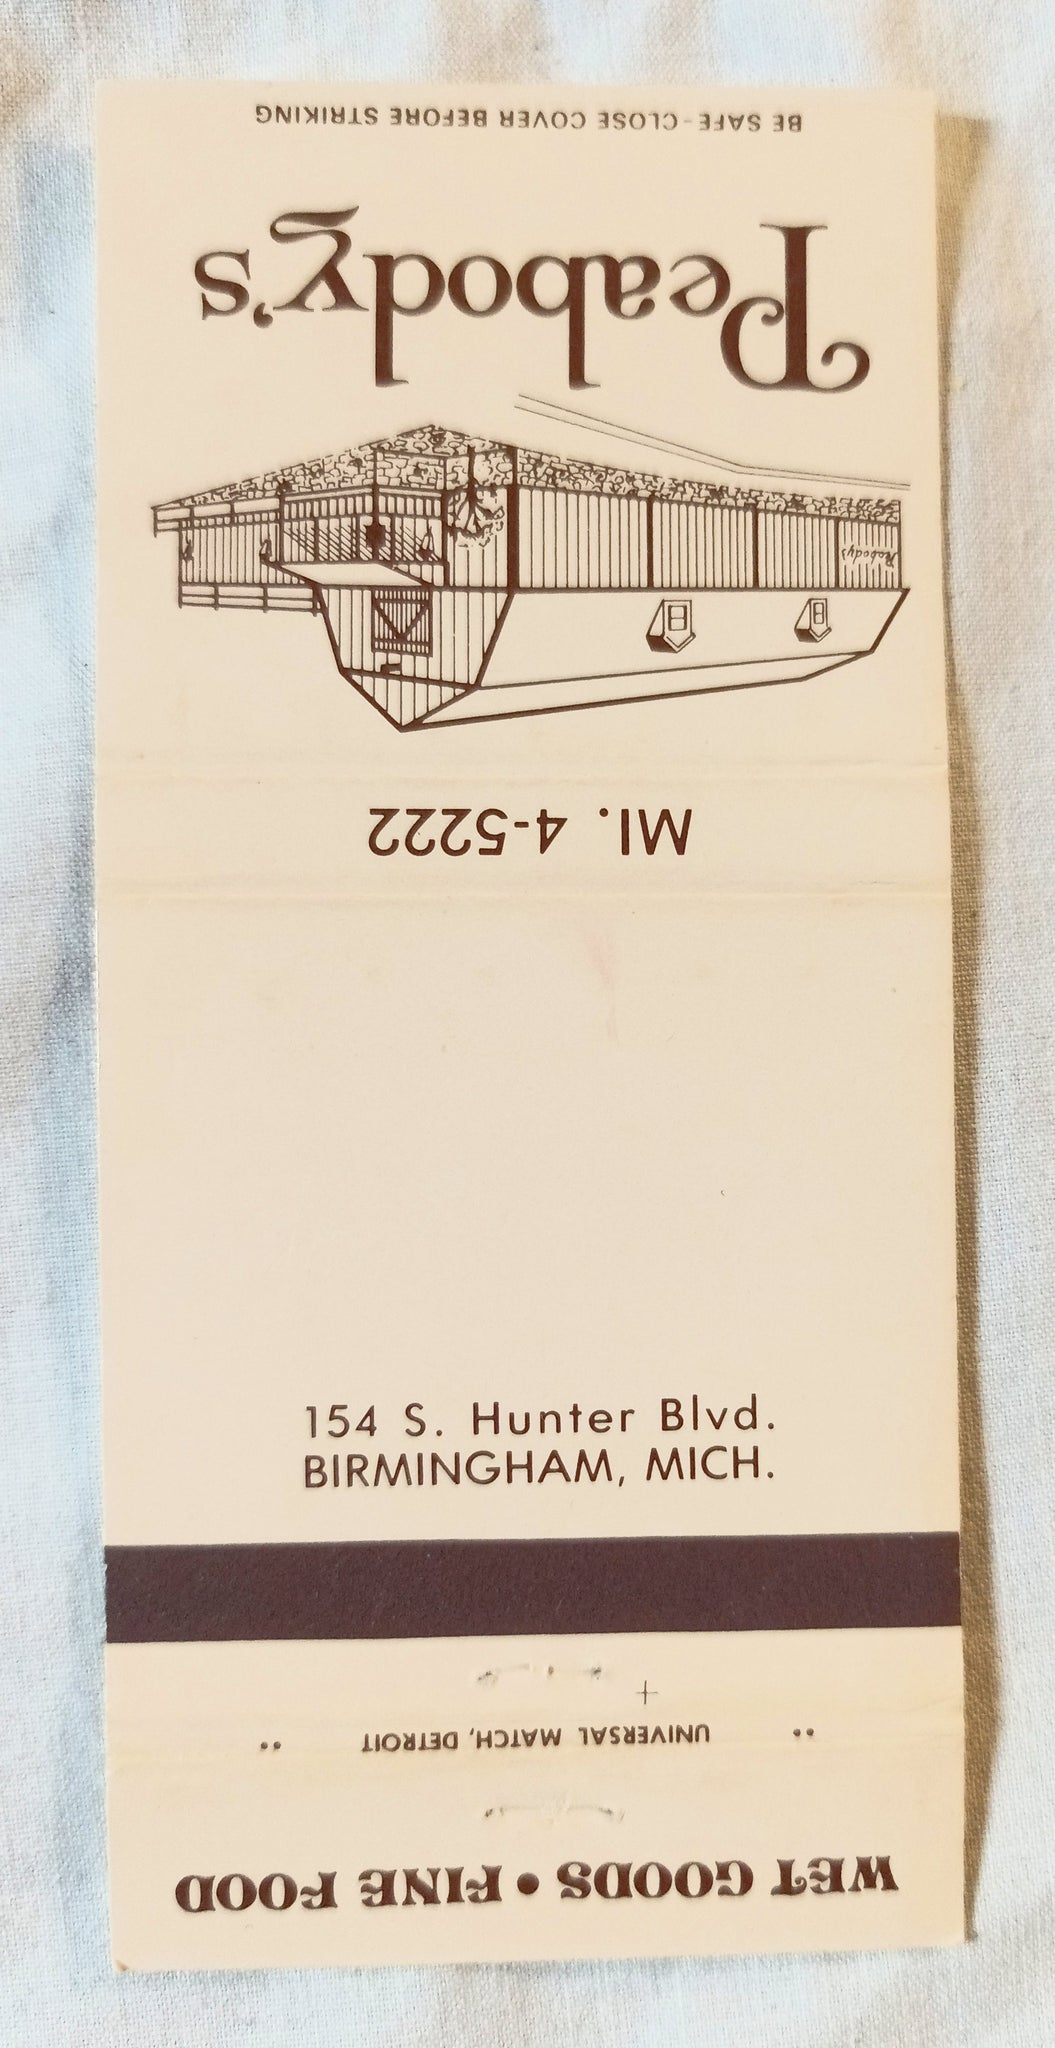 BE SAFE - CLOSE COVER BEFORE STRIKING
Peabody's
Peabody's
MI. 4-5222
154 S. Hunter Blvd.
BIRMINGHAM, MICH.
UNIVERSAL MATCH, DETROIT
WET GOODS • FINE FOOD